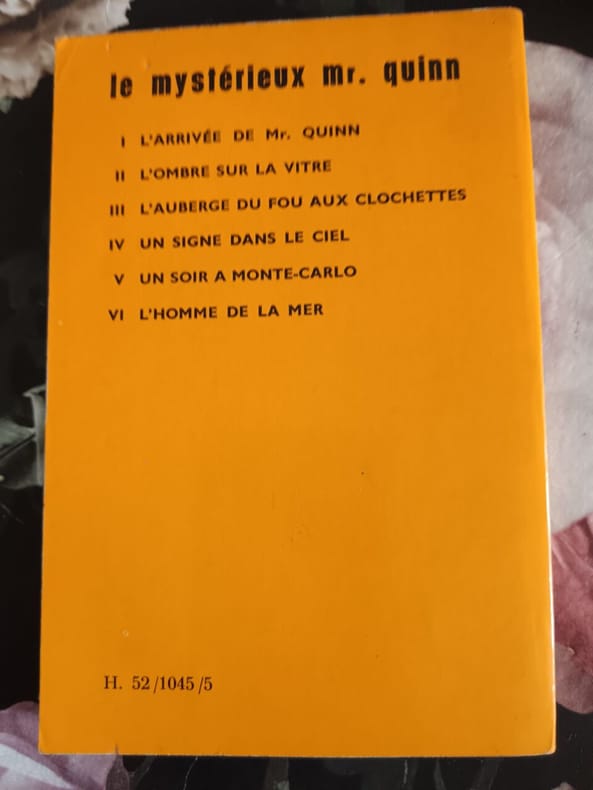 le mystérieux mr. quinn
I L'ARRIVÉE DE Mr. QUINN
II L'OMBRE SUR LA VITRE
III L'AUBERGE DU FOU AUX CLOCHETTES
IV UN SIGNE DANS LE CIEL
V UN SOIR A MONTE-CARLO
VI L'HOMME DE LA MER
H. 52/1045/5